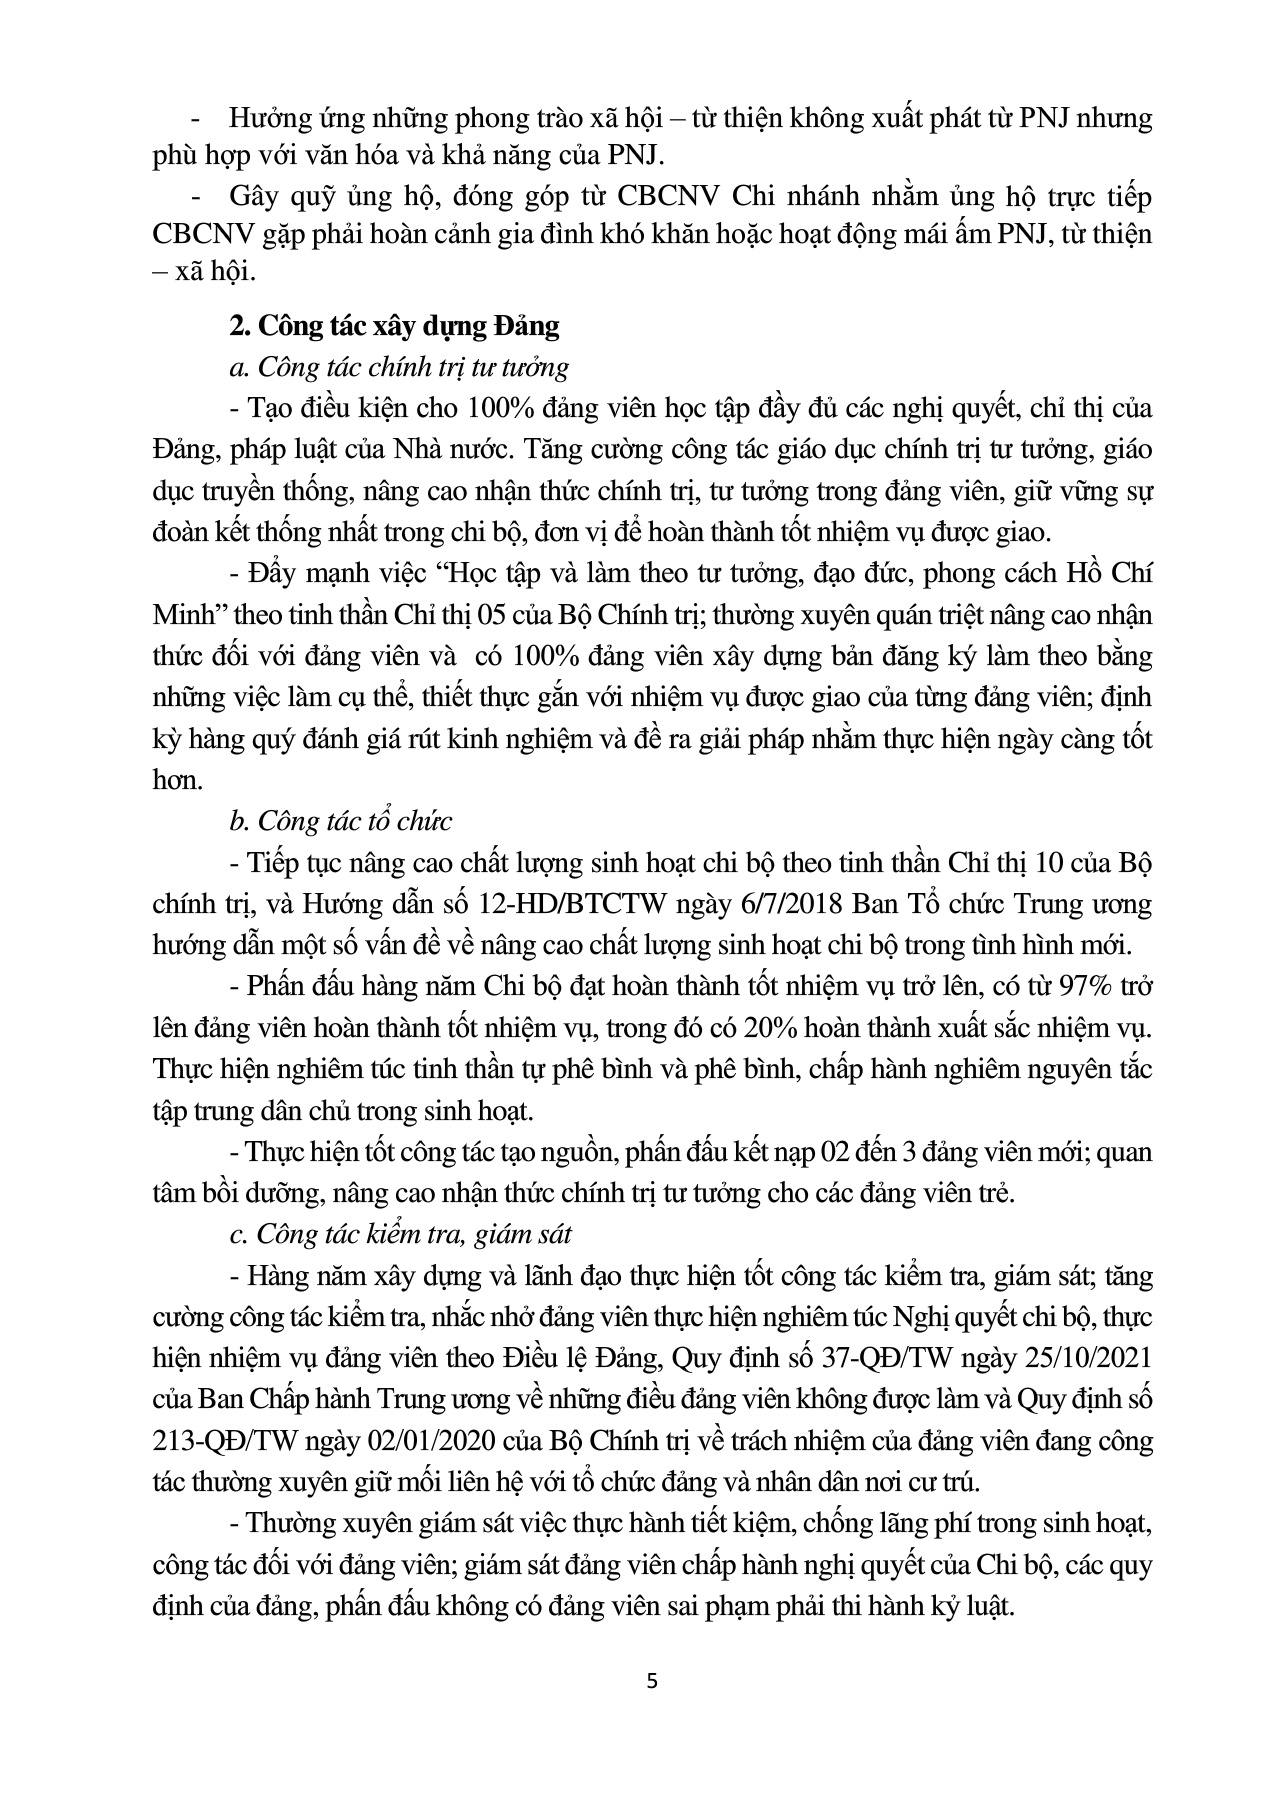 - Hưởng ứng những phong trào xã hội – từ thiện không xuất phát từ PNJ nhưng
phù hợp với văn hóa và khả năng của PNJ.
- Gây quỹ ủng hộ, đóng góp từ CBCNV Chi nhánh nhằm ủng hộ trực tiếp
CBCNV gặp phải hoàn cảnh gia đình khó khăn hoặc hoạt động mái ấm PNJ, từ thiện
– xã hội.
2. Công tác xây dựng Đảng
a. Công tác chính trị tư tưởng
- Tạo điều kiện cho 100% đảng viên học tập đầy đủ các nghị quyết, chỉ thị của
Đảng, pháp luật của Nhà nước. Tăng cường công tác giáo dục chính trị tư tưởng, giáo
dục truyền thống, nâng cao nhận thức chính trị, tư tưởng trong đảng viên, giữ vững sự
đoàn kết thống nhất trong chi bộ, đơn vị để hoàn thành tốt nhiệm vụ được giao.
- Đẩy mạnh việc “Học tập và làm theo tư tưởng, đạo đức, phong cách Hồ Chí
Minh” theo tinh thần Chỉ thị 05 của Bộ Chính trị; thường xuyên quán triệt nâng cao nhận
thức đối với đảng viên và  có 100% đảng viên xây dựng bản đăng ký làm theo bằng
những việc làm cụ thể, thiết thực gắn với nhiệm vụ được giao của từng đảng viên; định
kỳ hàng quý đánh giá rút kinh nghiệm và đề ra giải pháp nhằm thực hiện ngày càng tốt
hơn.
b. Công tác tổ chức
- Tiếp tục nâng cao chất lượng sinh hoạt chi bộ theo tinh thần Chỉ thị 10 của Bộ
chính trị, và Hướng dẫn số 12-HD/BTCTW ngày 6/7/2018 Ban Tổ chức Trung ương
hướng dẫn một số vấn đề về nâng cao chất lượng sinh hoạt chi bộ trong tình hình mới.
- Phấn đấu hàng năm Chi bộ đạt hoàn thành tốt nhiệm vụ trở lên, có từ 97% trở
lên đảng viên hoàn thành tốt nhiệm vụ, trong đó có 20% hoàn thành xuất sắc nhiệm vụ.
Thực hiện nghiêm túc tinh thần tự phê bình và phê bình, chấp hành nghiêm nguyên tắc
tập trung dân chủ trong sinh hoạt.
- Thực hiện tốt công tác tạo nguồn, phấn đấu kết nạp 02 đến 3 đảng viên mới; quan
tâm bồi dưỡng, nâng cao nhận thức chính trị tư tưởng cho các đảng viên trẻ.
c. Công tác kiểm tra, giám sát
- Hàng năm xây dựng và lãnh đạo thực hiện tốt công tác kiểm tra, giám sát; tăng
cường công tác kiểm tra, nhắc nhở đảng viên thực hiện nghiêm túc Nghị quyết chi bộ, thực
hiện nhiệm vụ đảng viên theo Điều lệ Đảng, Quy định số 37-QĐ/TW ngày 25/10/2021
của Ban Chấp hành Trung ương về những điều đảng viên không được làm và Quy định số
213-QĐ/TW ngày 02/01/2020 của Bộ Chính trị về trách nhiệm của đảng viên đang công
tác thường xuyên giữ mối liên hệ với tổ chức đảng và nhân dân nơi cư trú.
- Thường xuyên giám sát việc thực hành tiết kiệm, chống lãng phí trong sinh hoạt,
công tác đối với đảng viên; giám sát đảng viên chấp hành nghị quyết của Chi bộ, các quy
định của đảng, phấn đấu không có đảng viên sai phạm phải thi hành kỷ luật.
5